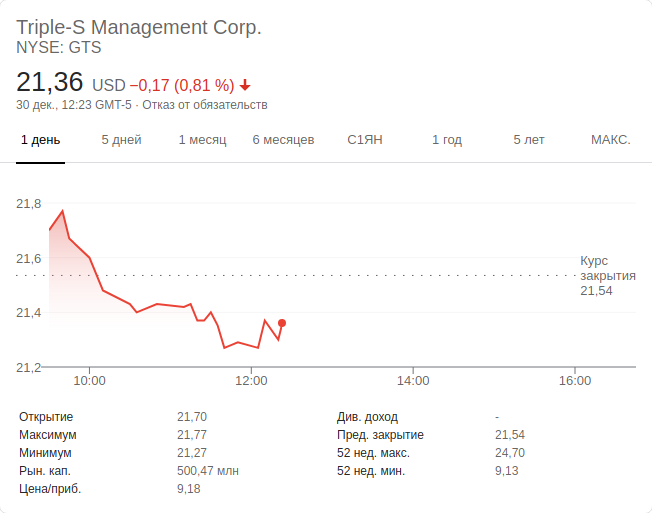 Triple-S Management Corp.
NYSE: GTS
21,36 USD −0,17 (0,81 %)
30 дек., 12:23 GMT-5 · Отказ от обязательств
1 день 5 дней 1 месяц 6 месяцев С1ЯН 1 год 5 лет МАКС.
21,8
21,6
21,4
21,2
Курс
закрытия
21,54
10:00 12:00 14:00 16:00
Открытие 21,70 Див. доход -
Максимум 21,77 Пред. закрытие 21,54
Минимум 21,27 52 нед. макс. 24,70
Рын. кап. 500,47 млн 52 нед. мин. 9,13
Цена/приб. 9,18